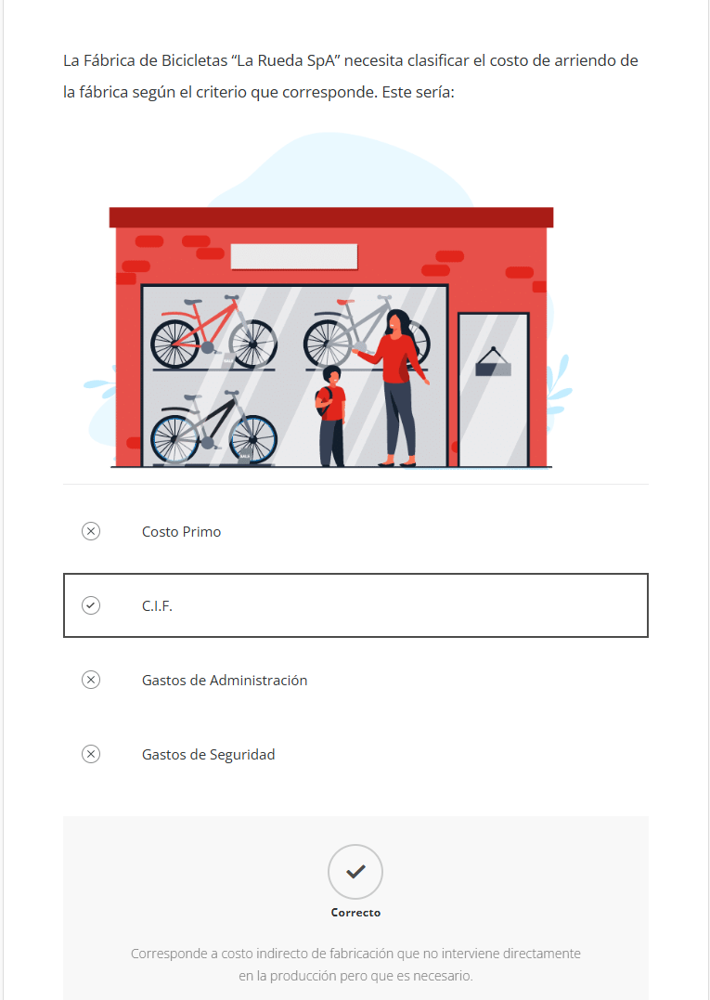 La Fábrica de Bicicletas “La Rueda SpA” necesita clasificar el costo de arriendo de
la fábrica según el criterio que corresponde. Este sería:
Costo Primo
C.I.F.
Gastos de Administración
Gastos de Seguridad
Correcto
Corresponde a costo indirecto de fabricación que no interviene directamente
en la producción pero que es necesario.